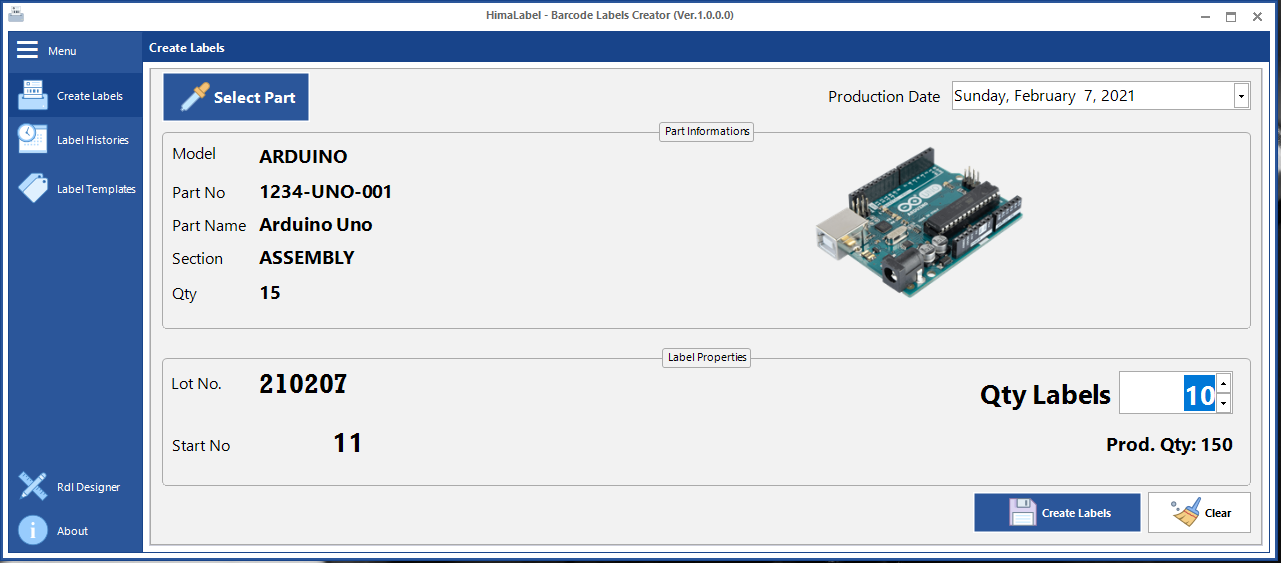 HimaLabel - Barcode Labels Creator (Ver.1.0.0.0)
Menu
Create Labels
Label Histories
Label Templates
Rdl Designer
About
Create Labels
Select Part
Production Date
Sunday, February 7, 2021
Part Informations
Model ARDUINO
Part No 1234-UNO-001
Part Name Arduino Uno
Section ASSEMBLY
Qty 15
Label Properties
Lot No. 210207
Qty Labels 10
Start No 11
Prod. Qty: 150
Create Labels
Clear